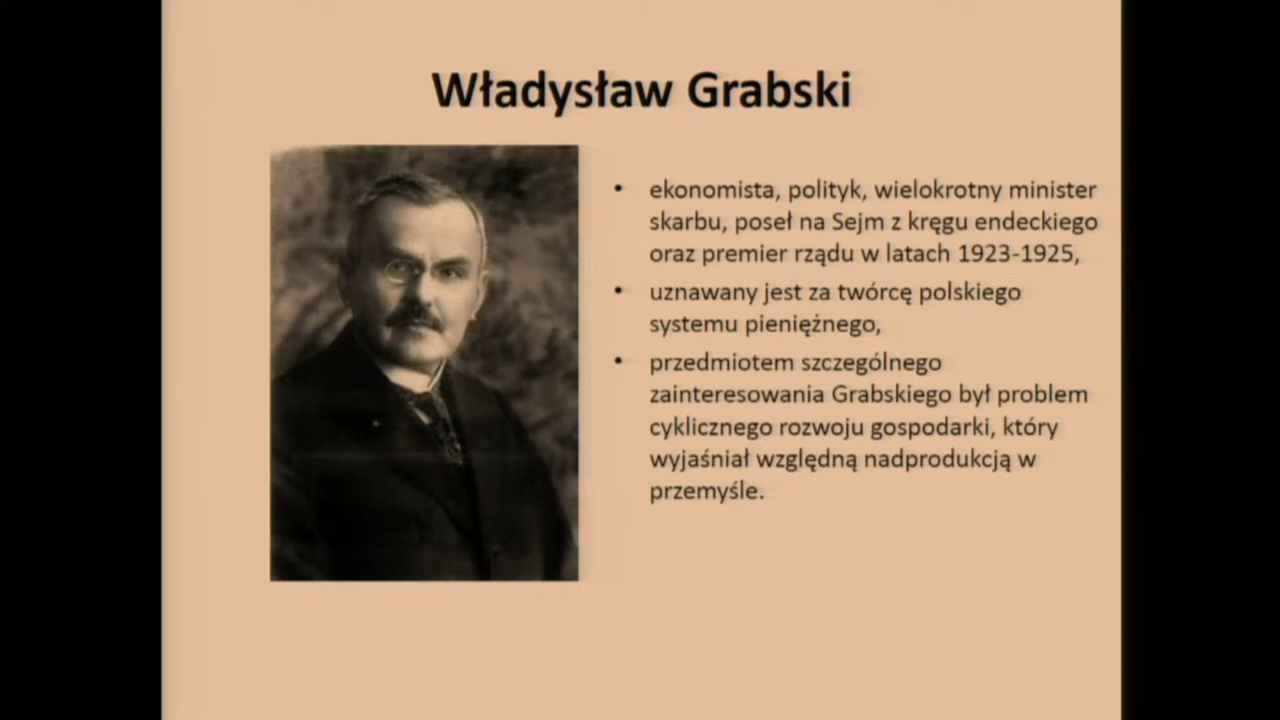 Władysław Grabski
• ekonomista, polityk, wielokrotny minister
skarbu, poseł na Sejm z kręgu endeckiego
oraz premier rządu w latach 1923-1925,
• uznawany jest za twórcę polskiego
systemu pieniężnego,
• przedmiotem szczególnego
zainteresowania Grabskiego był problem
cyklicznego rozwoju gospodarki, który
wyjaśniał względną nadprodukcją w
przemyśle.